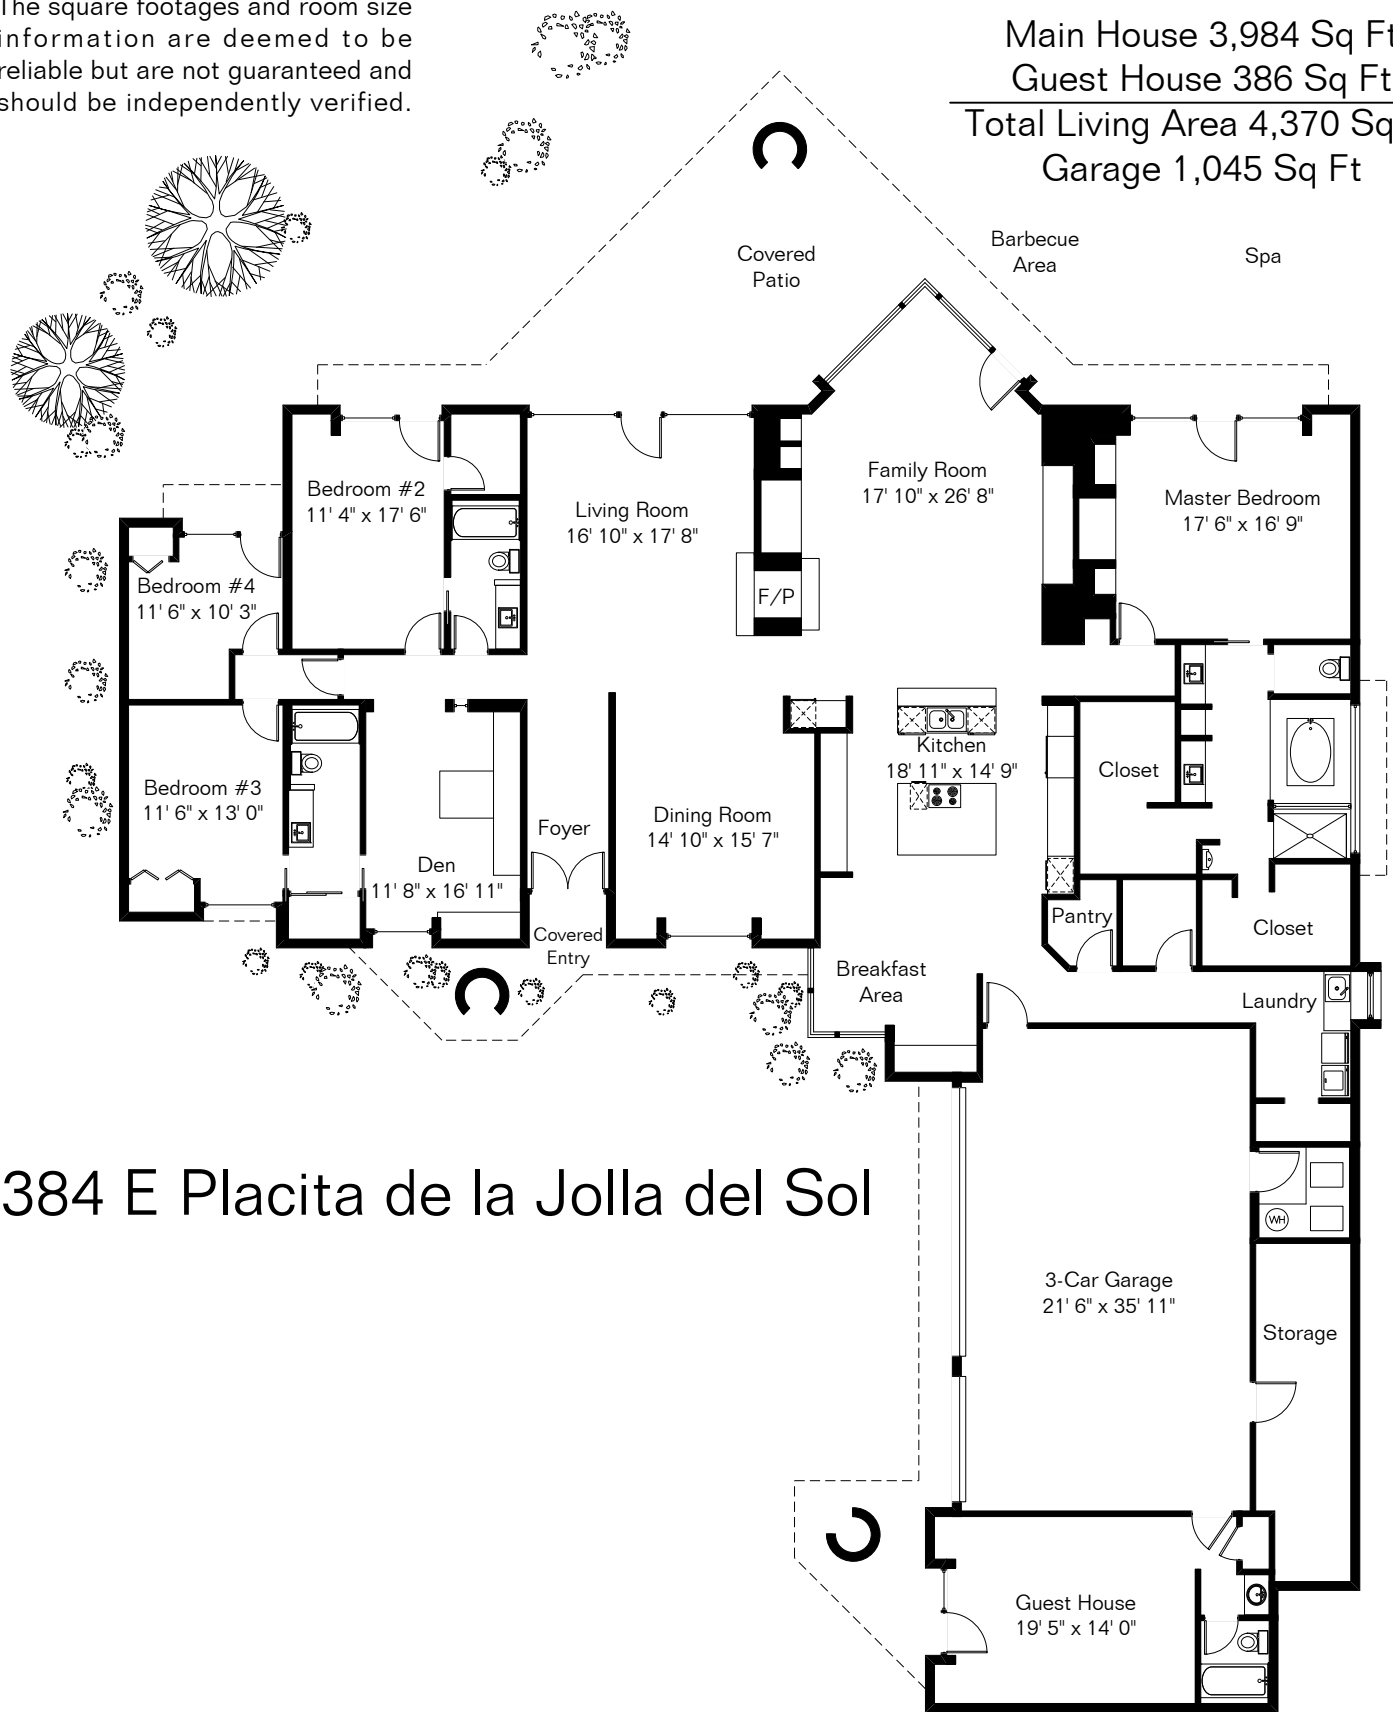 The square footages and room size
information are deemed to be
reliable but are not guaranteed and
should be independently verified.
Main House 3,984 Sq Ft
Guest House 386 Sq Ft
Total Living Area 4,370 Sq
Garage 1,045 Sq Ft
Covered
Patio
Barbecue
Area
Spa
Family Room
17' 10" x 26' 8"
Bedroom #2
11' 4" x 17' 6"
Living Room
16' 10" x 17' 8"
Master Bedroom
17' 6" x 16' 9"
Bedroom #4
11' 6" x 10' 3"
F/P
Kitchen
18' 11" x 14' 9"
Closet
Bedroom #3
11' 6" x 13' 0"
Foyer
Dining Room
14' 10" x 15' 7"
Den
11' 8" x 16' 11"
Pantry
Closet
Covered
Entry
Breakfast
Area
Laundry
384 E Placita de la Jolla del Sol
WH
3-Car Garage
21' 6" x 35' 11"
Storage
Guest House
19' 5" x 14' 0"